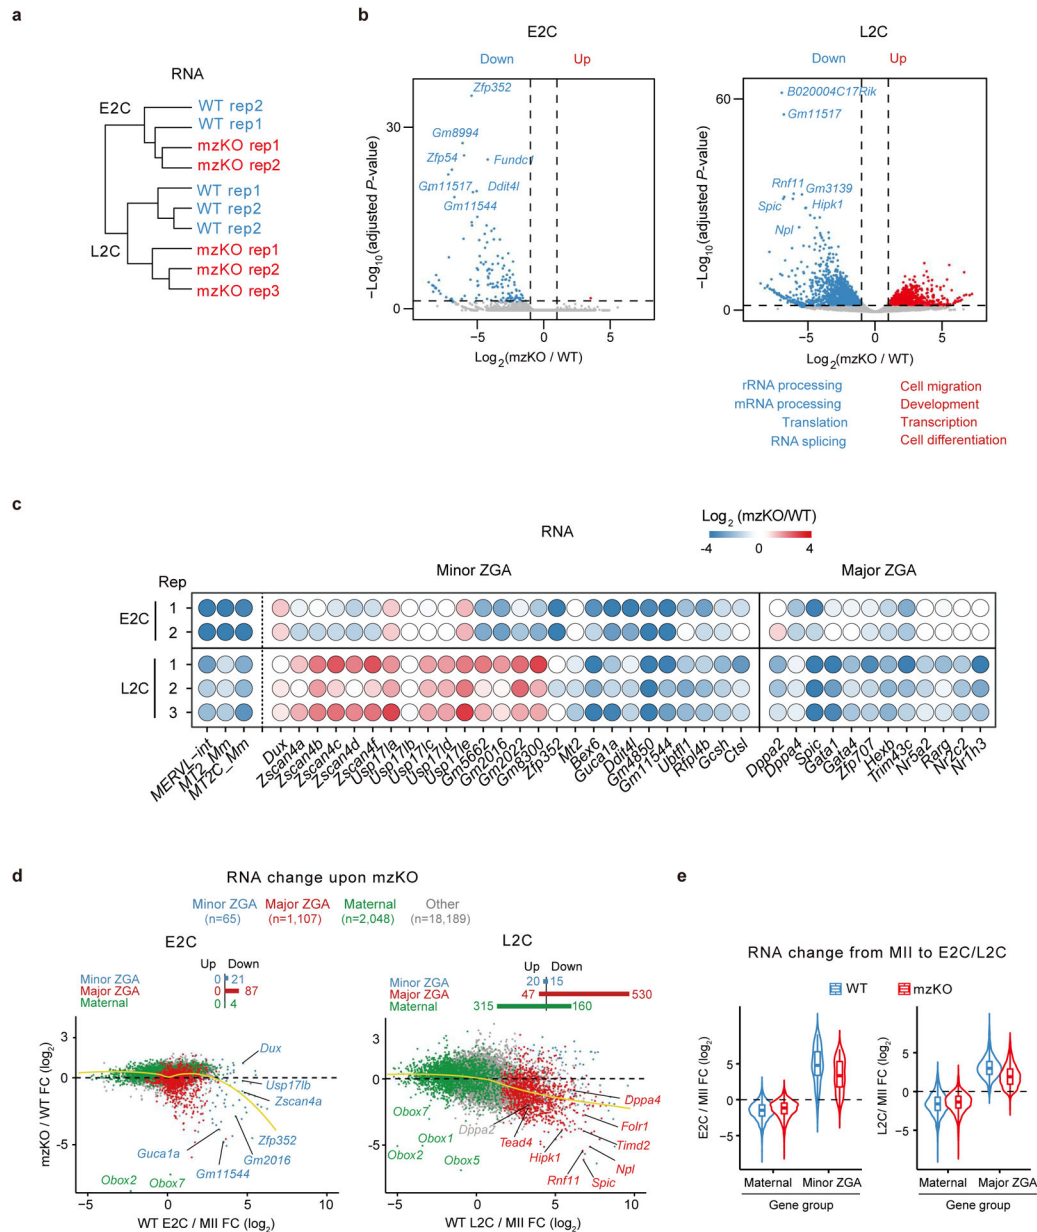 a
RNA
E2C
WT rep2
WT rep1
mzKO rep1
mzKO rep2
WT rep1
WT rep2
WT rep2
L2C
mzKO rep1
mzKO rep2
mzKO rep3
b
E2C
Down
Up
−Log10(adjusted P-value)
30
0
Zfp352
Gm8994
Zfp54
Fundc1
Gm11517
Ddit4l
Gm11544
−5
0
5
Log2(mzKO / WT)
L2C
Down
Up
−Log10(adjusted P-value)
60
30
0
B020004C17Rik
Gm11517
Rnf11
Gm3139
Spic
Hipk1
Npl
−5
0
5
Log2(mzKO / WT)
rRNA processing
mRNA processing
Translation
RNA splicing
Cell migration
Development
Transcription
Cell differentiation
c
RNA
Log2 (mzKO/WT)
-4
0
4
Minor ZGA
Major ZGA
Rep
E2C
1
2
L2C
1
2
3
MERVL−int
MT2_Mm
MT2C_Mm
Dux
Zscan4a
Zscan4b
Zscan4c
Zscan4d
Zscan4f
Usp17la
Usp17lb
Usp17lc
Usp17ld
Usp17le
Gm5662
Gm2016
Gm2022
Gm8300
Zfp352
Mt2
Bex6
Guca1a
Ddit4l
Gm4850
Gm11544
Ubtfl1
Rfpl4b
Gcsh
Ctsl
Dppa2
Dppa4
Spic
Gata1
Gata4
Zfp707
Hexb
Trim43c
Nr5a2
Rarg
Nr2c2
Nr1h3
d
RNA change upon mzKO
Minor ZGA
(n=65)
Major ZGA
(n=1,107)
Maternal
(n=2,048)
Other
(n=18,189)
E2C
Up Down
Minor ZGA 0 21
Major ZGA 0 87
Maternal 0 4
mzKO / WT FC (log2)
3
0
−5
Dux
Usp17lb
Zscan4a
Zfp352
Gm2016
Gm11544
Guca1a
Obox2
Obox7
−5
0
5
10
WT E2C / MII FC (log2)
L2C
Up Down
Minor ZGA 20 15
Major ZGA 47 530
Maternal 315 160
3
0
−5
Obox7
Obox1
Obox2
Obox5
Dppa2
Tead4
Hipk1
Rnf11
Spic
Npl
Timd2
Folr1
Dppa4
−5
0
5
10
WT L2C / MII FC (log2)
e
RNA change from MII to E2C/L2C
WT
mzKO
E2C / MII FC (log2)
5
0
−5
Maternal
Minor ZGA
Gene group
L2C/ MII FC (log2)
5
0
−5
Maternal
Major ZGA
Gene group